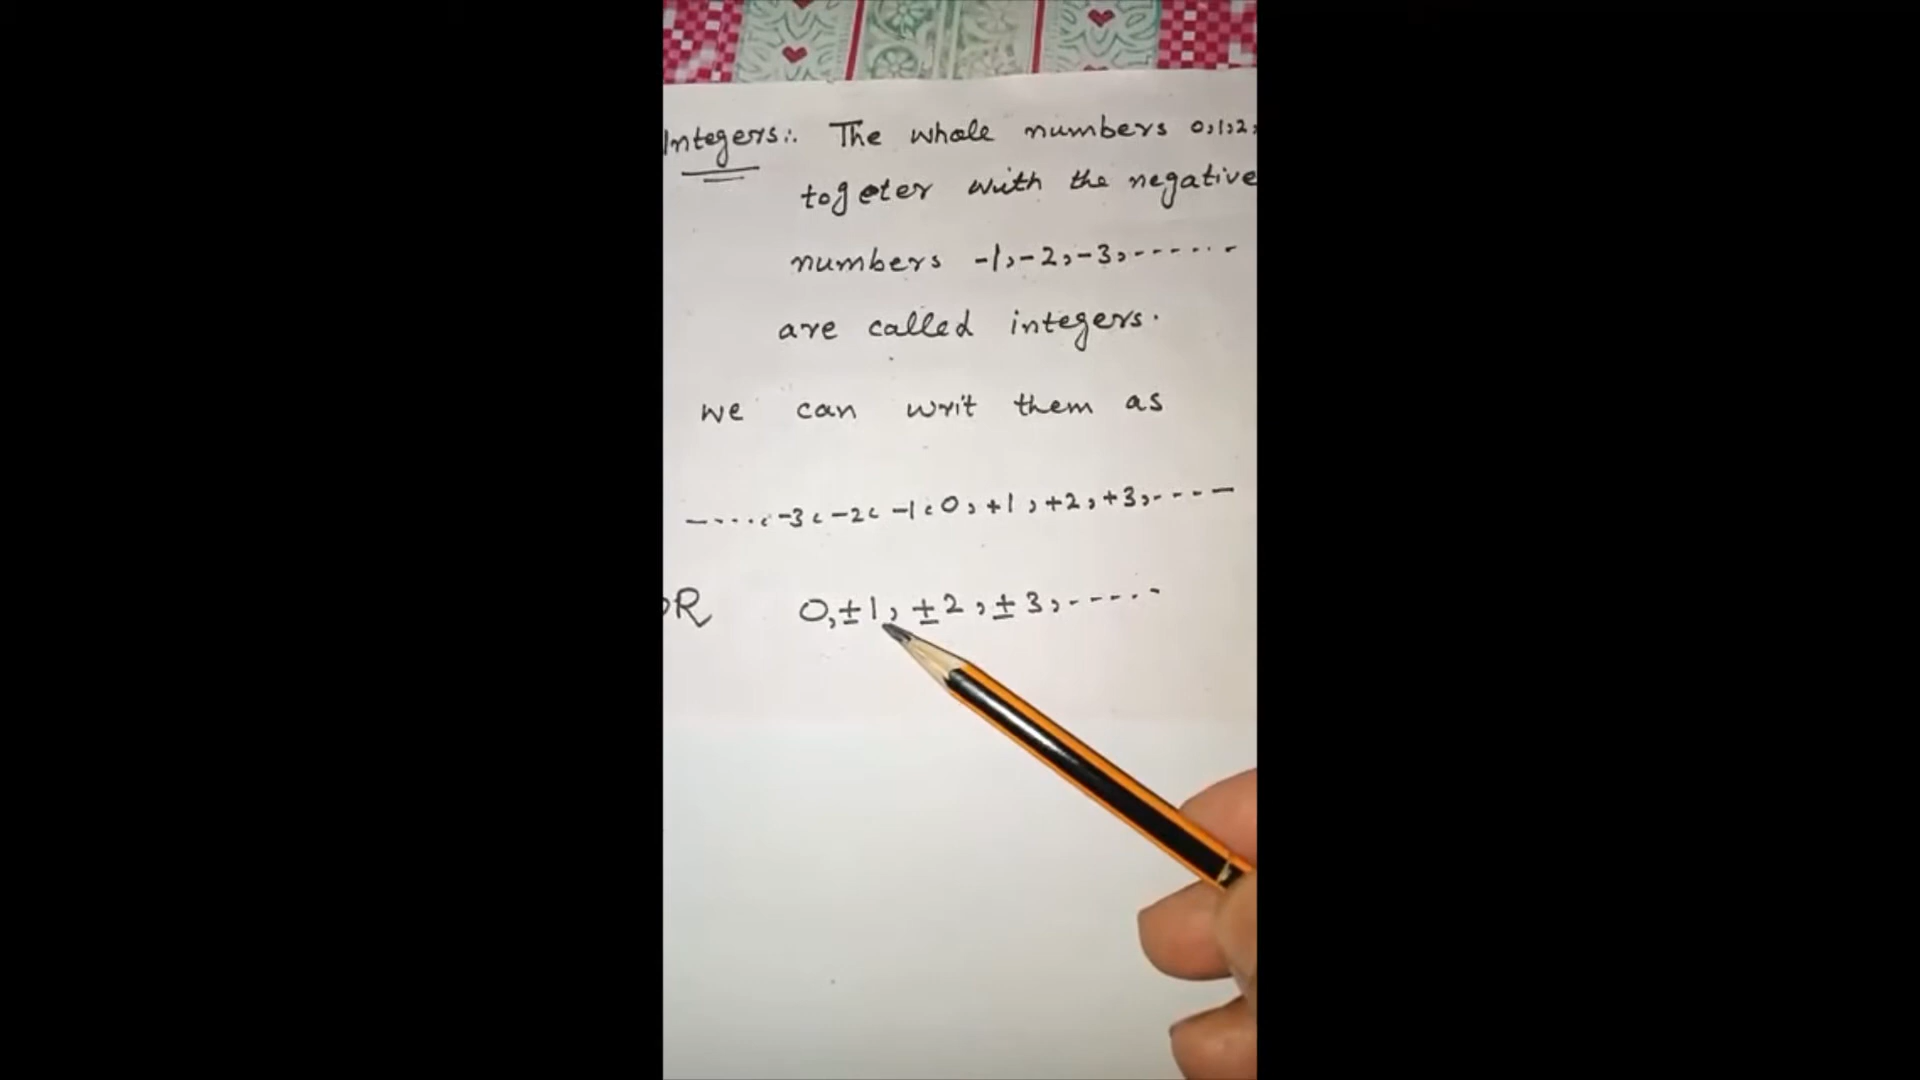 Integers:. The whole numbers 0,1,2,
togeter with the negative
numbers -1,-2,-3,------
are called integers.
we can writ them as
-----, -3, -2, -1, 0, +1, +2, +3,----
OR 0, ±1, ±2, ±3,-----